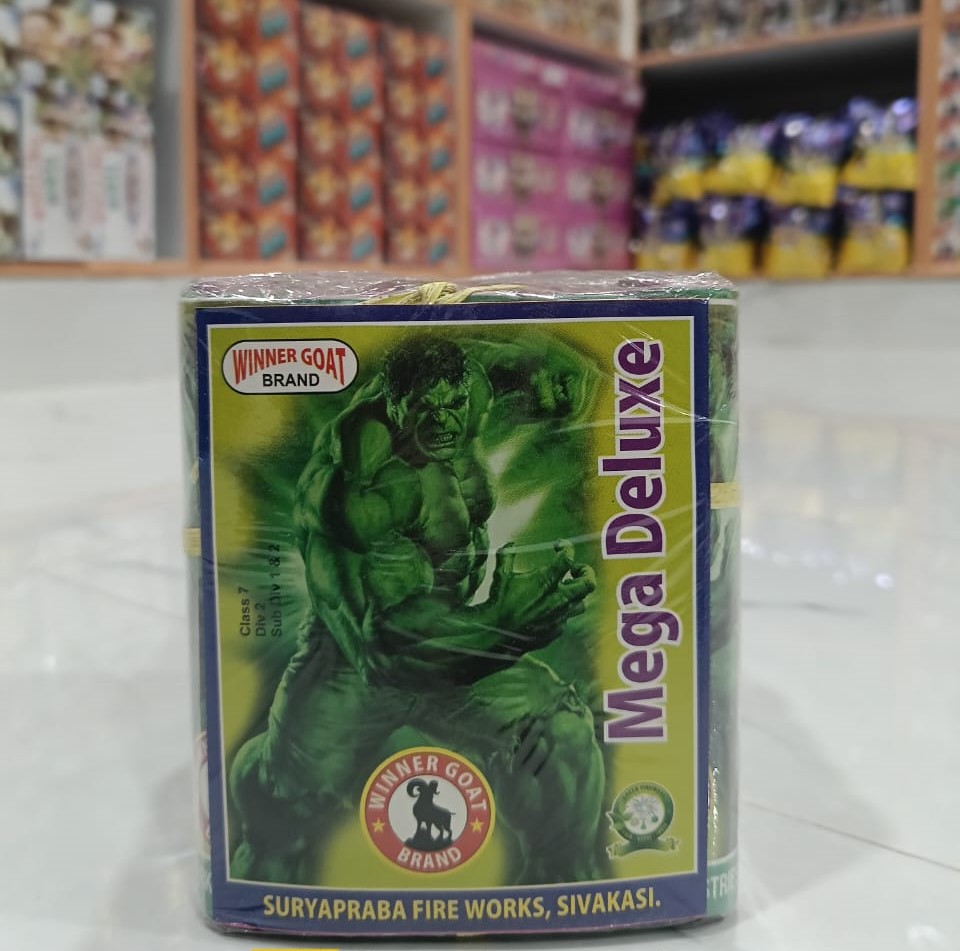 WINNER GOAT
BRAND
Mega Deluxe
Class 7
Div 2
Sub Div 1 & 2
WINNER GOAT
BRAND
SURYAPRABA FIRE WORKS, SIVAKASI.